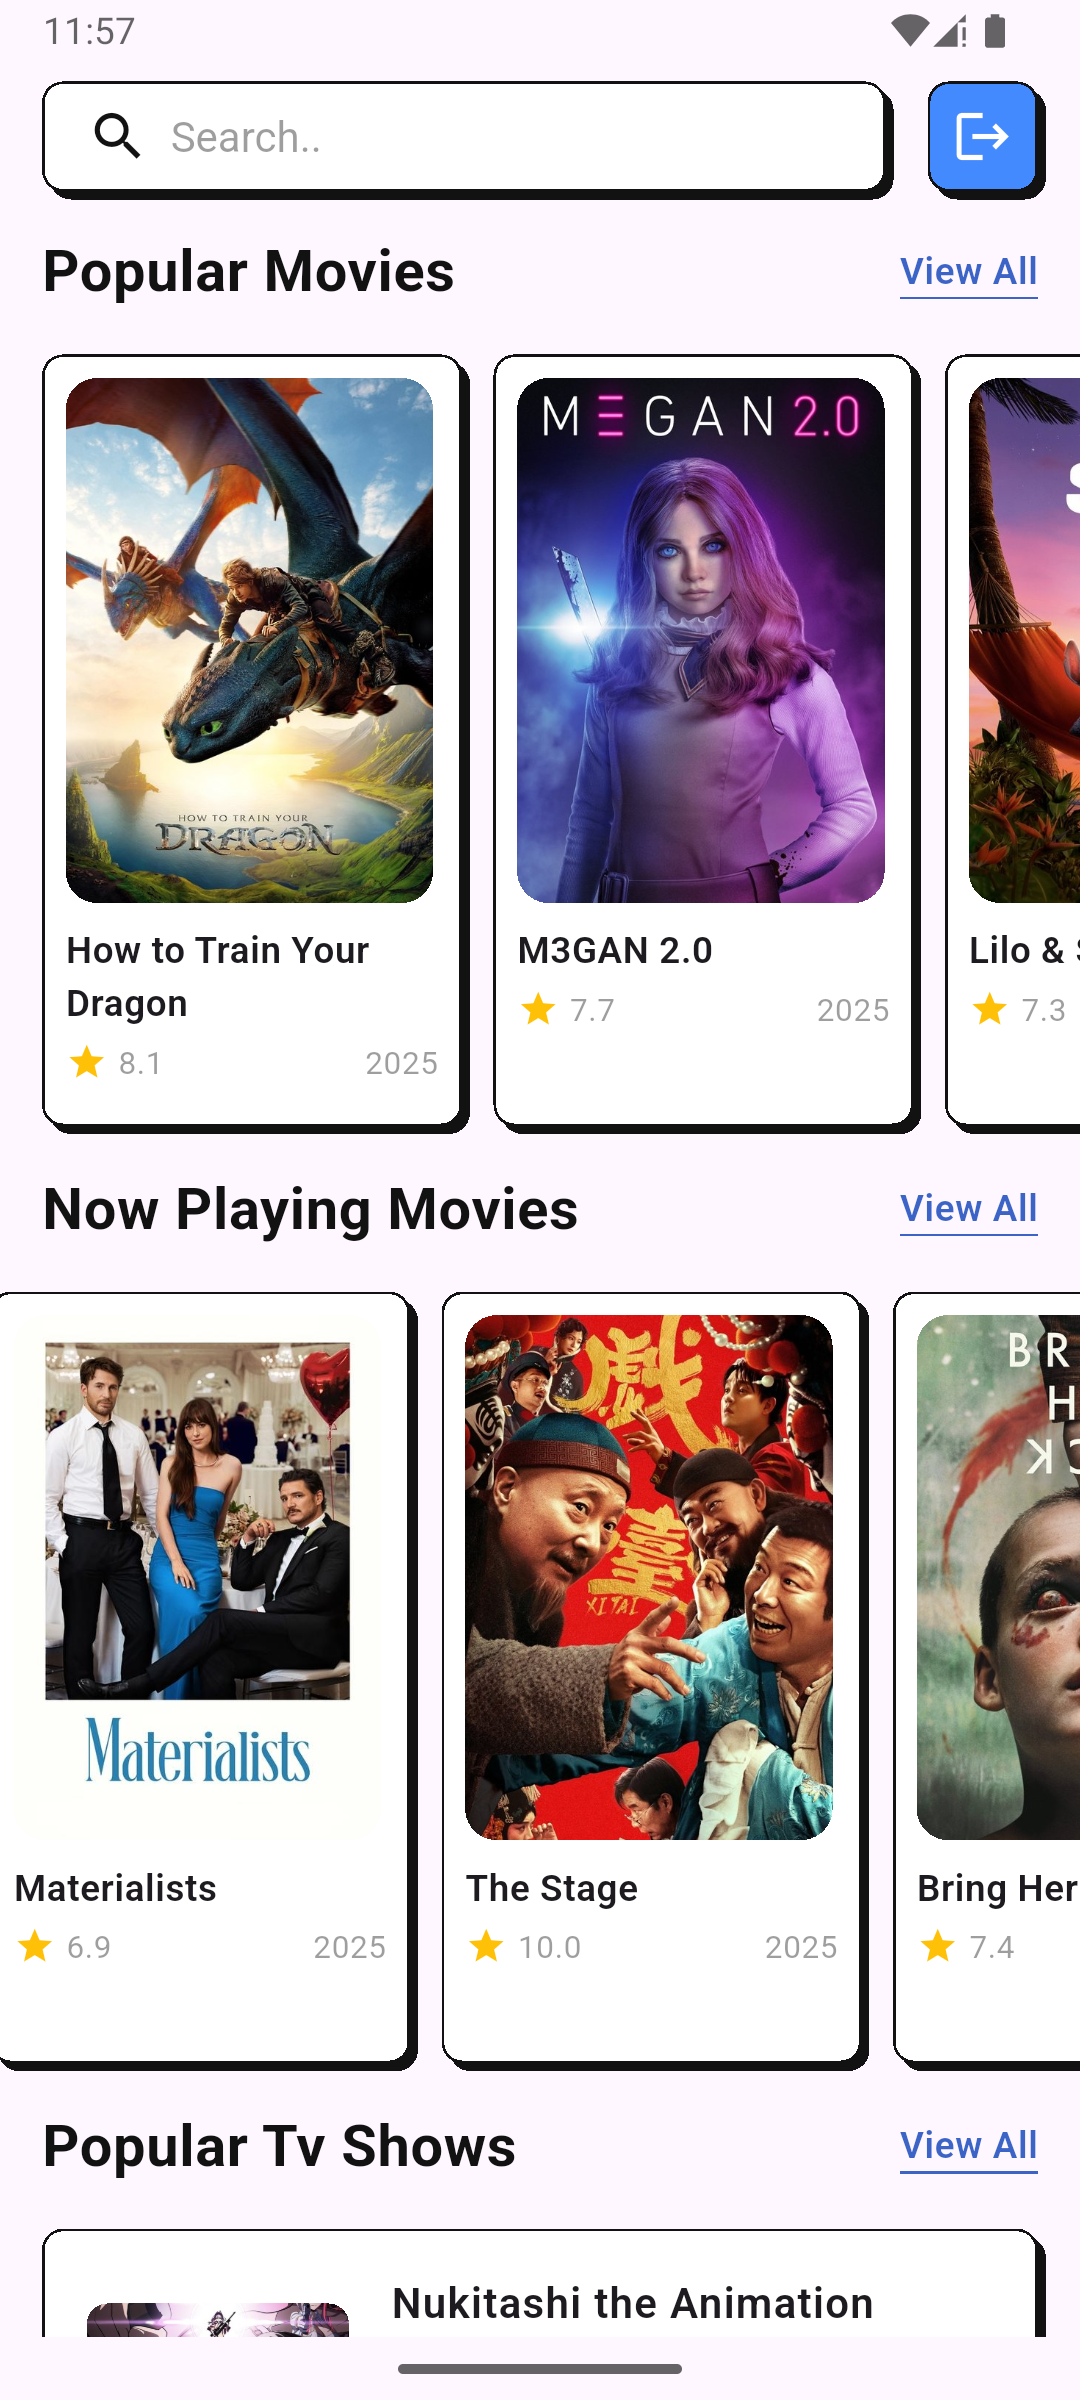 11:57
Search..
Popular Movies
View All
HOW TO TRAIN YOUR
DRAGON
How to Train Your
Dragon
8.1
2025
MEGAN 2.0
M3GAN 2.0
7.7
2025
S
Lilo &
7.3
Now Playing Movies
View All
Materialists
Materialists
6.9
2025
戲
臺
XI TAI
The Stage
10.0
2025
BR
H
Bring Her
7.4
Popular Tv Shows
View All
Nukitashi the Animation